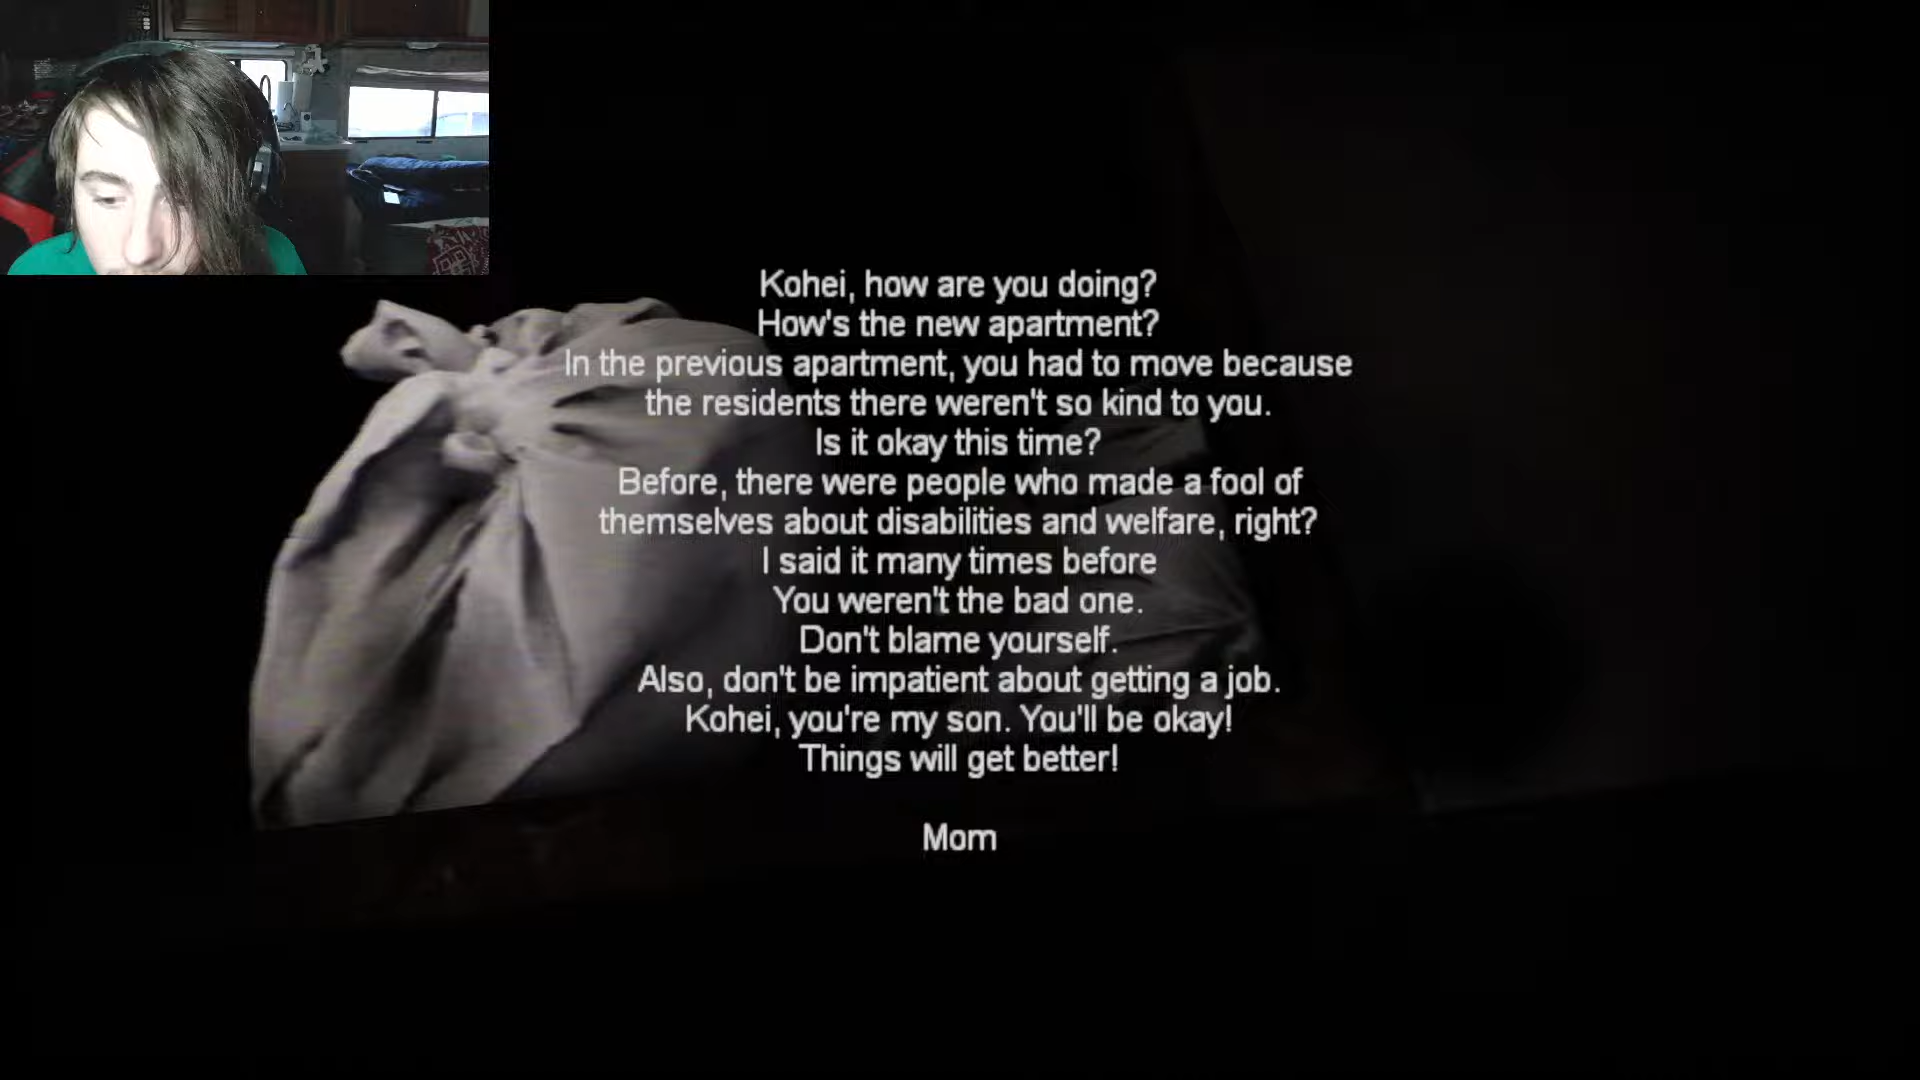 Kohei, how are you doing?
How's the new apartment?
In the previous apartment, you had to move because
the residents there weren't so kind to you.
Is it okay this time?
Before, there were people who made a fool of
themselves about disabilities and welfare, right?
I said it many times before
You weren't the bad one.
Don't blame yourself.
Also, don't be impatient about getting a job.
Kohei, you're my son. You'll be okay!
Things will get better!
Mom